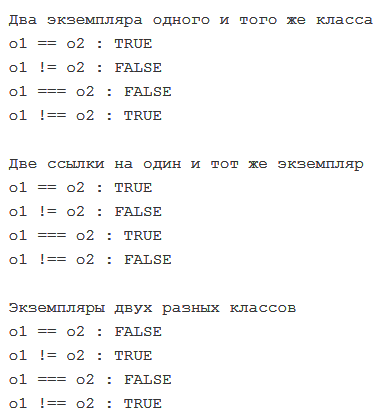 Два экземпляра одного и того же класса
o1 == o2 : TRUE
o1 != o2 : FALSE
o1 === o2 : FALSE
o1 !== o2 : TRUE

Две ссылки на один и тот же экземпляр
o1 == o2 : TRUE
o1 != o2 : FALSE
o1 === o2 : TRUE
o1 !== o2 : FALSE

Экземпляры двух разных классов
o1 == o2 : FALSE
o1 != o2 : TRUE
o1 === o2 : FALSE
o1 !== o2 : TRUE